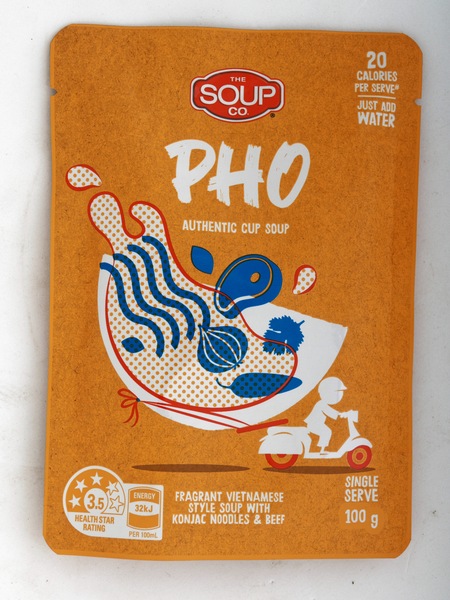 THE
SOUP
CO.
®
20
CALORIES
PER SERVE#
JUST ADD
WATER
PHO
AUTHENTIC CUP SOUP
3.5
HEALTH STAR
RATING
ENERGY
32kJ
PER 100mL
FRAGRANT VIETNAMESE
STYLE SOUP WITH
KONJAC NOODLES & BEEF
SINGLE
SERVE
100 g